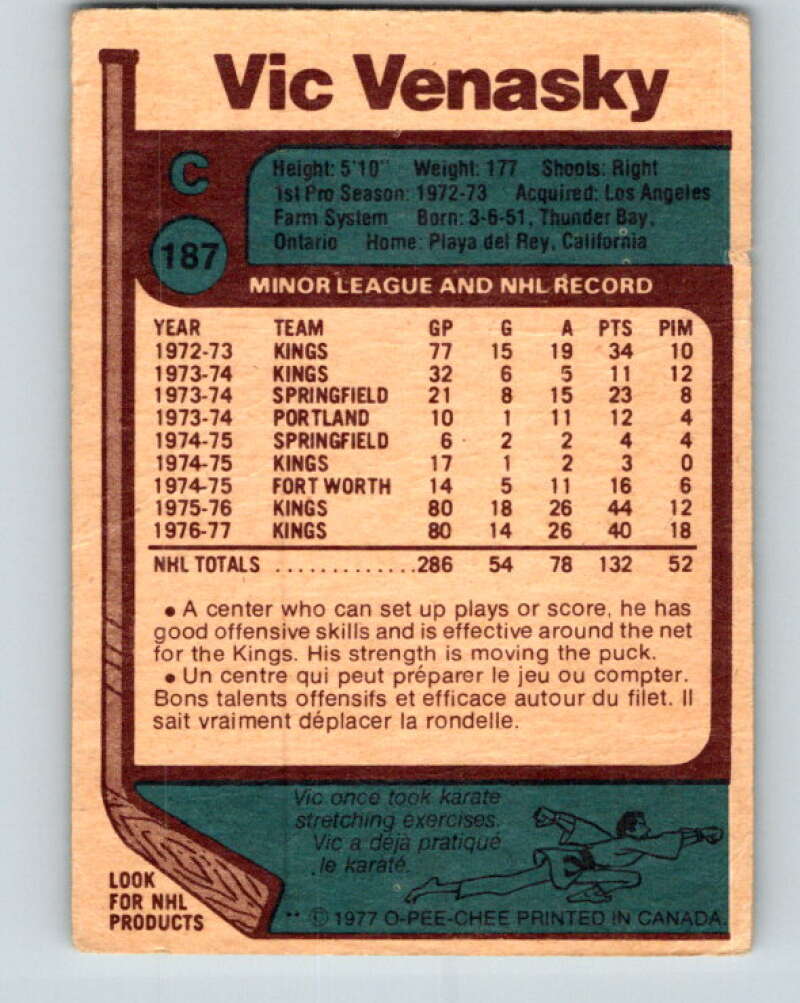 Vic Venasky
C
187
Height: 5'10" Weight: 177 Shoots: Right
1st Pro Season: 1972-73 Acquired: Los Angeles
Farm System Born: 3-6-51, Thunder Bay,
Ontario Home: Playa del Rey, California
MINOR LEAGUE AND NHL RECORD
YEAR TEAM GP G A PTS PIM
1972-73 KINGS 77 15 19 34 10
1973-74 KINGS 32 6 5 11 12
1973-74 SPRINGFIELD 21 8 15 23 8
1973-74 PORTLAND 10 1 11 12 4
1974-75 SPRINGFIELD 6 2 2 4 4
1974-75 KINGS 17 1 2 3 0
1974-75 FORT WORTH 14 5 11 16 6
1975-76 KINGS 80 18 26 44 12
1976-77 KINGS 80 14 26 40 18
NHL TOTALS .............286 54 78 132 52
• A center who can set up plays or score, he has
good offensive skills and is effective around the net
for the Kings. His strength is moving the puck.
• Un centre qui peut préparer le jeu ou compter.
Bons talents offensifs et efficace autour du filet. Il
sait vraiment déplacer la rondelle.
Vic once took karate
stretching exercises.
Vic a déjà pratiqué
le karaté.
LOOK
FOR NHL
PRODUCTS
** © 1977 O-PEE-CHEE PRINTED IN CANADA